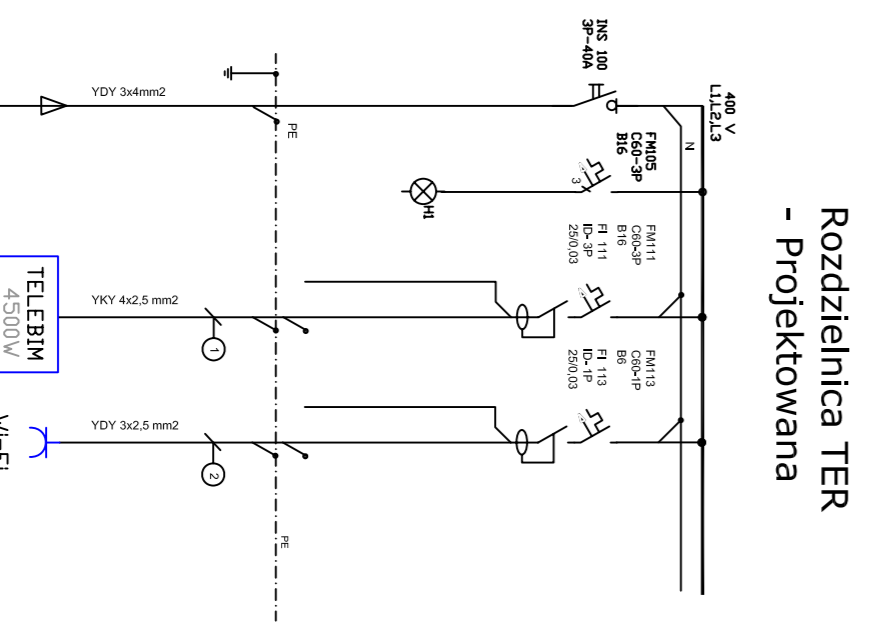 Rozdzielnica TER
- Projektowana
400 V
L1,L2,L3
INS 100
3P-40A
N
FM105
C60-3P
B16
3
H1
FM111
C60-3P
B16
FI 111
ID- 3P
25/0,03
FM113
C60-1P
B6
FI 113
ID- 1P
25/0,03
PE
PE
YDY 3x4mm2
YKY 4x2,5 mm2
1
TELEBIM
4500W
YDY 3x2,5 mm2
2
Wi-Fi